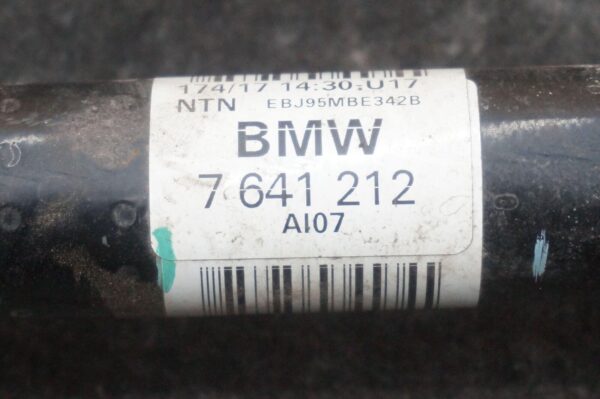 174/17 14:30-U17
NTN EBJ95MBE342B
BMW
7 641 212
AI07